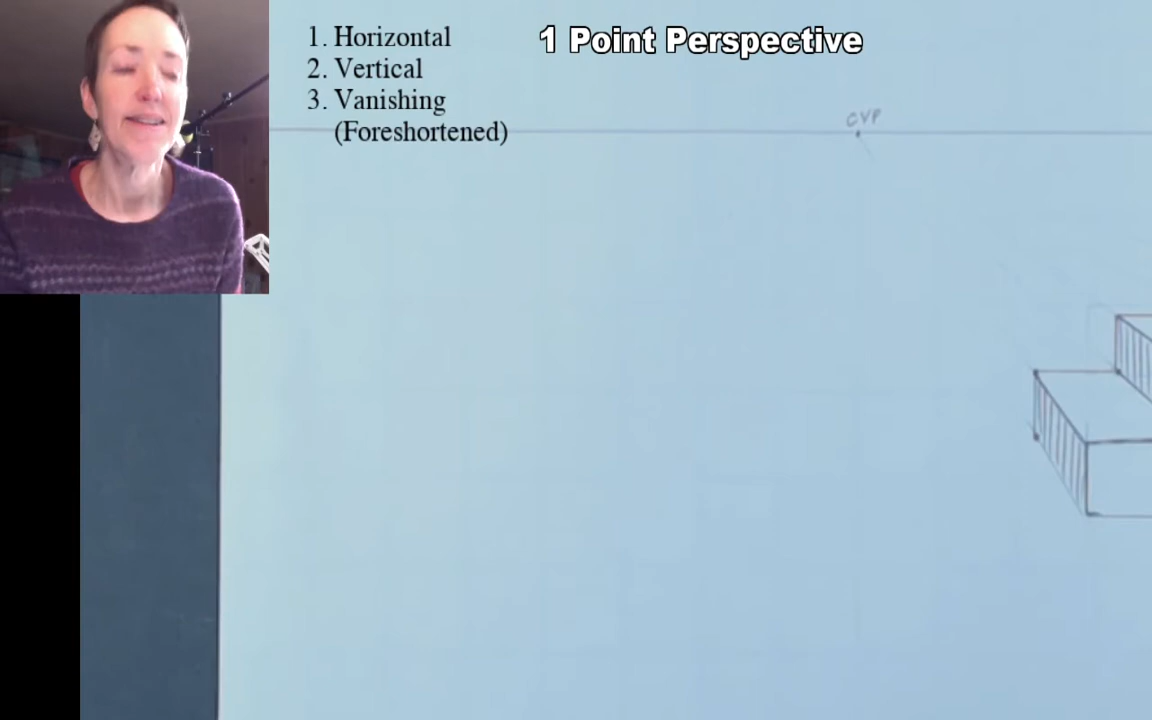 1. Horizontal
2. Vertical
3. Vanishing
(Foreshortened)
1 Point Perspective
CVP